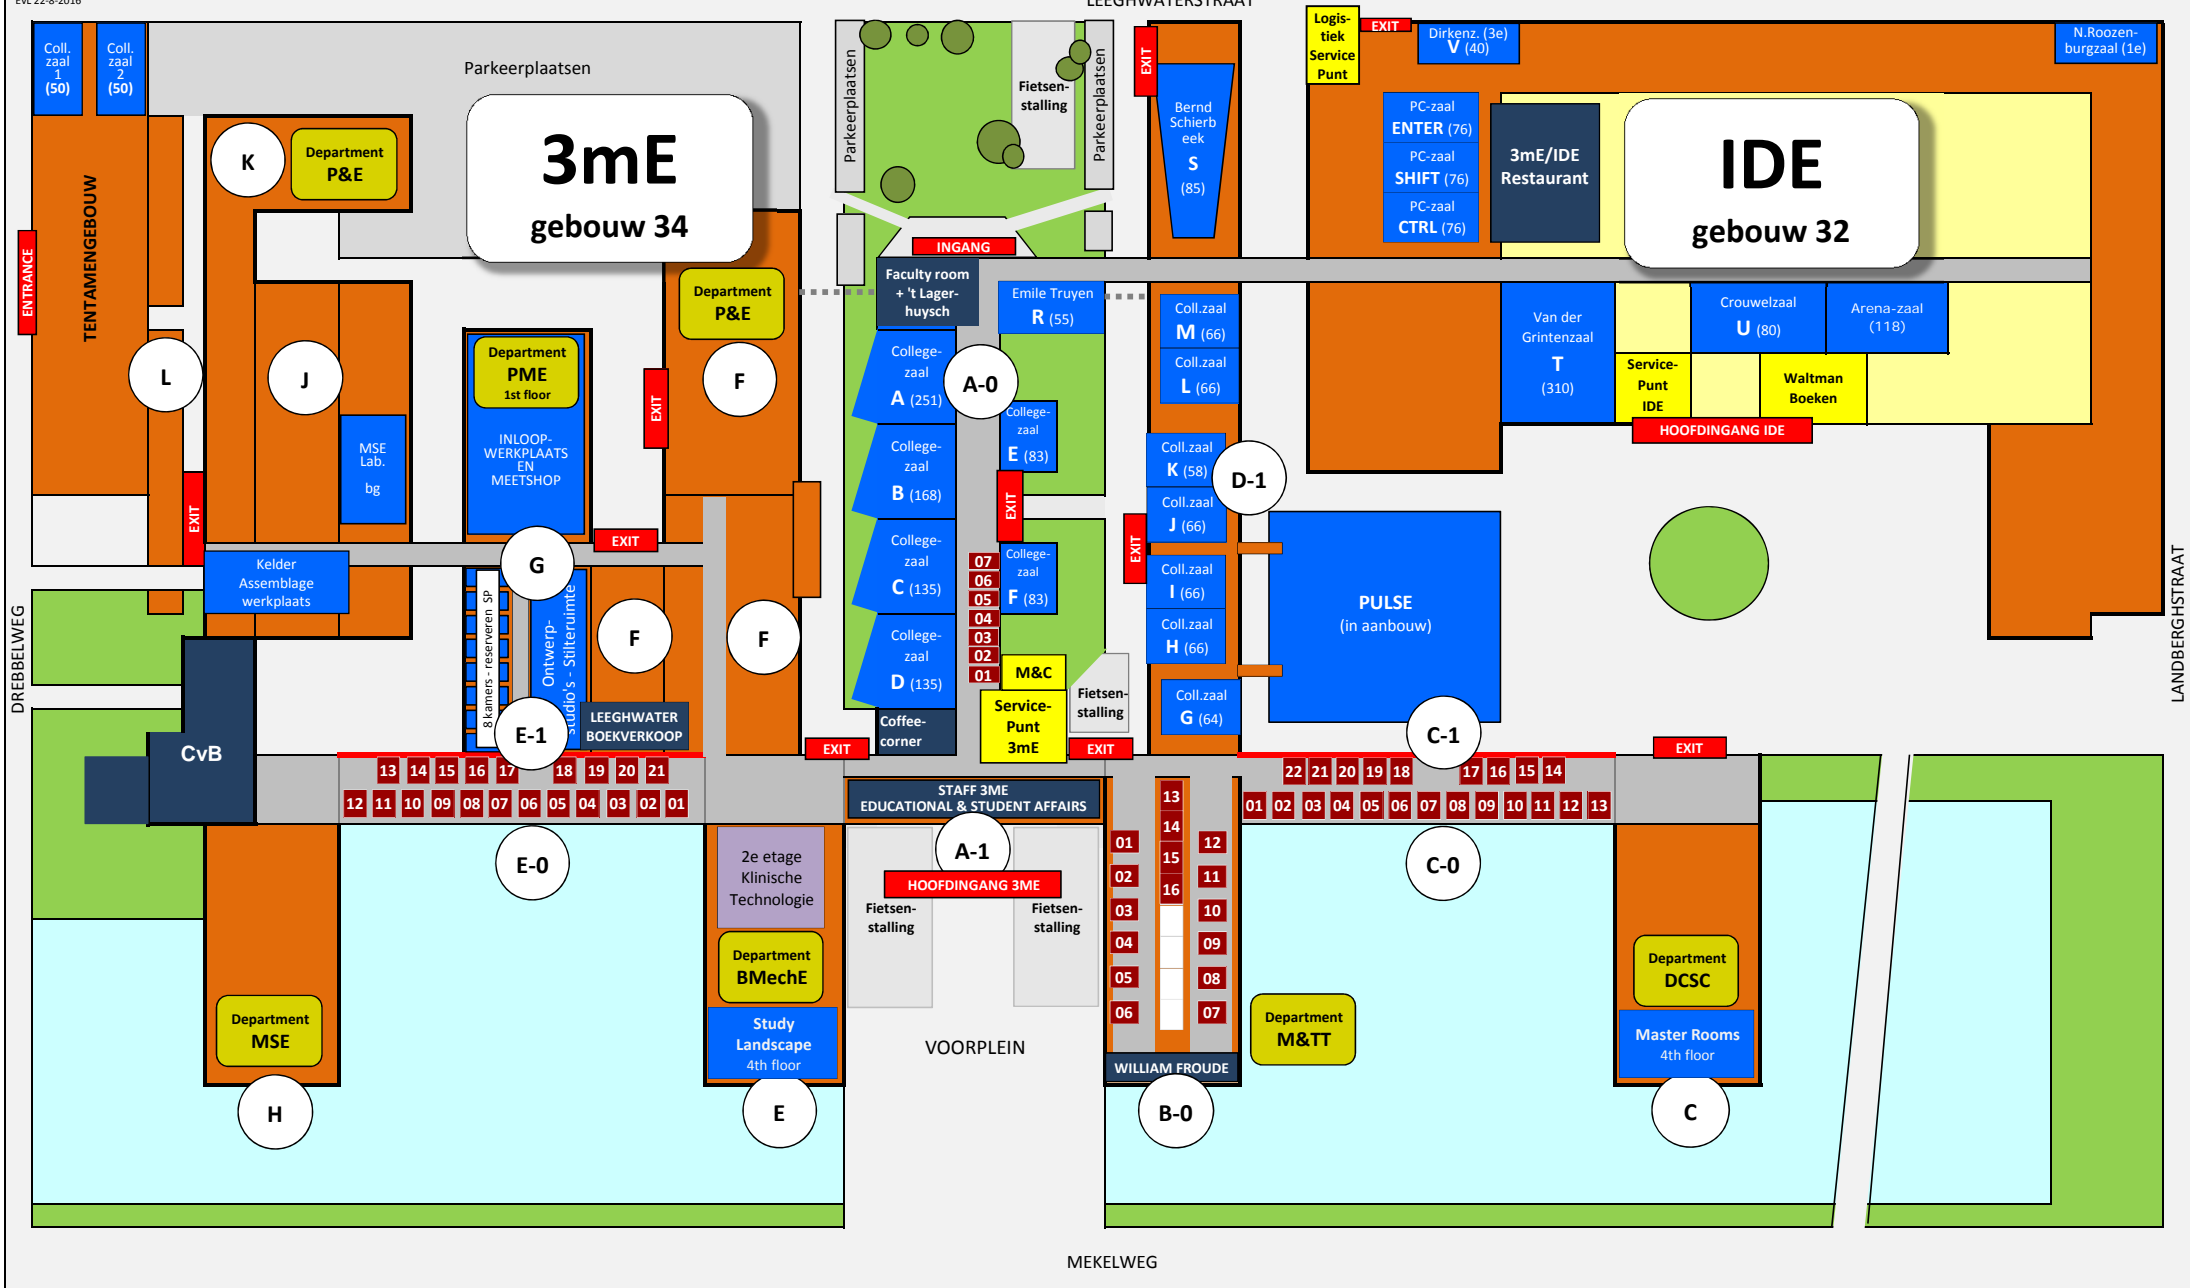 EVL 22-8-2016
LEEGHWATERSTRAAT
Coll.
zaal
1
(50)
Coll.
zaal
2
(50)
Parkeerplaatsen
K
Department
P&E
3mE
gebouw 34
ENTRANCE
TENTAMENGEBOUW
L
J
MSE
Lab.
bg
EXIT
Department
PME
1st floor
INLOOP-
WERKPLAATS
EN
MEETSHOP
Department
P&E
F
EXIT
EXIT
G
Kelder
Assemblage
werkplaats
8 kamers - reserveren SP
Ontwerp-
studio's - Stilteruimte
F
F
LEEGHWATER
BOEKVERKOOP
E-1
CvB
DREBBELWEG
13 14 15 16 17 18 19 20 21
12 11 10 09 08 07 06 05 04 03 02 01
E-0
Department
MSE
H
2e etage
Klinische
Technologie
Department
BMechE
Study
Landscape
4th floor
E
Parkeerplaatsen
Fietsen-
stalling
Parkeerplaatsen
INGANG
Faculty room
+ 't Lager-
huysch
Emile Truyen
R (55)
College-
zaal
A (251)
A-0
College-
zaal
B (168)
College-
zaal
E (83)
EXIT
College-
zaal
C (135)
College-
zaal
F (83)
07
06
05
04
03
02
01
College-
zaal
D (135)
M&C
Service-
Punt
3mE
Fietsen-
stalling
Coffee-
corner
EXIT
EXIT
STAFF 3ME
EDUCATIONAL & STUDENT AFFAIRS
A-1
HOOFDINGANG 3ME
Fietsen-
stalling
Fietsen-
stalling
VOORPLEIN
EXIT
Bernd
Schierb
eek
S
(85)
Coll.zaal
M (66)
Coll.zaal
L (66)
Coll.zaal
K (58)
D-1
Coll.zaal
J (66)
EXIT
Coll.zaal
I (66)
Coll.zaal
H (66)
Coll.zaal
G (64)
13
14
15
16
01
02
03
04
05
06
12
11
10
09
08
07
WILLIAM FROUDE
B-0
Department
M&TT
Logis-
tiek
Service
Punt
EXIT
Dirkenz. (3e)
V (40)
N.Roozen-
burgzaal (1e)
PC-zaal
ENTER (76)
PC-zaal
SHIFT (76)
PC-zaal
CTRL (76)
3mE/IDE
Restaurant
IDE
gebouw 32
Van der
Grintenzaal
T
(310)
Crouwelzaal
U (80)
Arena-zaal
(118)
Service-
Punt
IDE
Waltman
Boeken
HOOFDINGANG IDE
PULSE
(in aanbouw)
C-1
EXIT
22 21 20 19 18 17 16 15 14
01 02 03 04 05 06 07 08 09 10 11 12 13
C-0
Department
DCSC
Master Rooms
4th floor
C
LANDBERGHSTRAAT
MEKELWEG